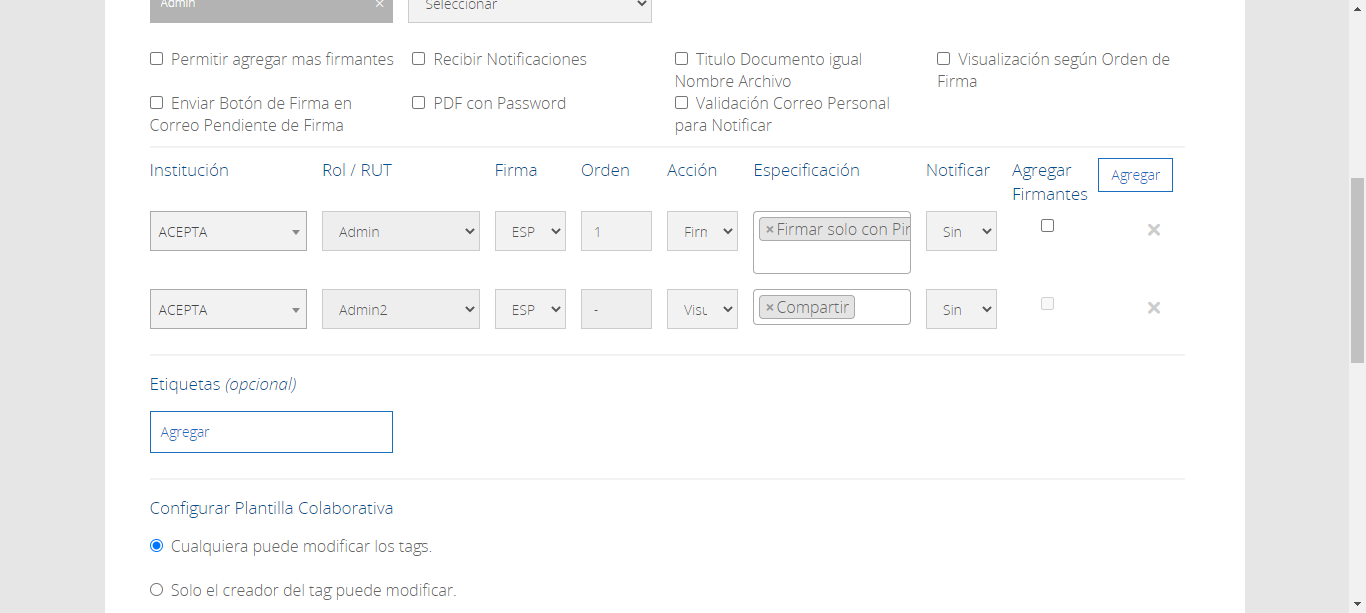 Admin ×
Seleccionar
Permitir agregar mas firmantes
Recibir Notificaciones
Titulo Documento igual
Nombre Archivo
Visualización según Orden de
Firma
Enviar Botón de Firma en
Correo Pendiente de Firma
PDF con Password
Validación Correo Personal
para Notificar
Institución Rol / RUT Firma Orden Acción Especificación Notificar Agregar
Firmantes
Agregar
ACEPTA Admin ESP 1 Firn ×Firmar solo con Pir Sin ×
ACEPTA Admin2 ESP - Visu ×Compartir Sin ×
Etiquetas (opcional)
Agregar
Configurar Plantilla Colaborativa
Cualquiera puede modificar los tags.
Solo el creador del tag puede modificar.